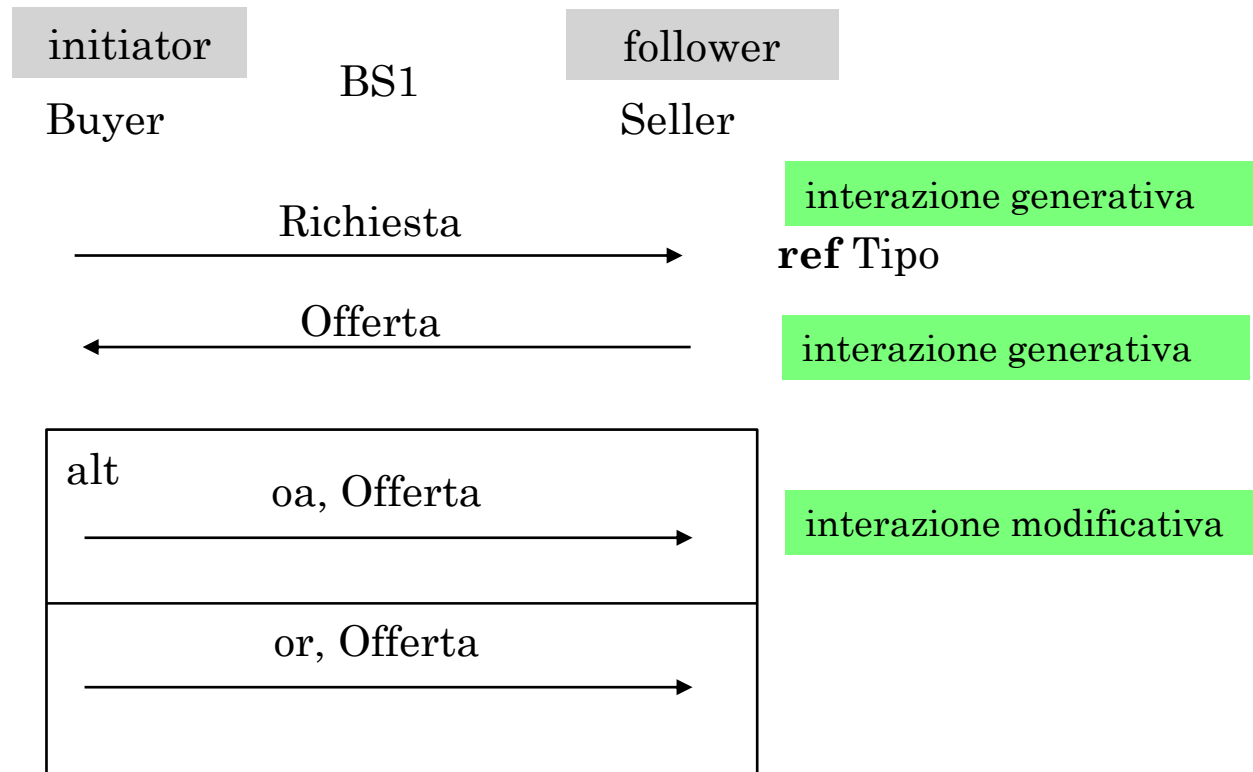 initiator
BS1
follower
Buyer
Seller
interazione generativa
Richiesta
ref Tipo
Offerta
interazione generativa
alt
oa, Offerta
interazione modificativa
or, Offerta